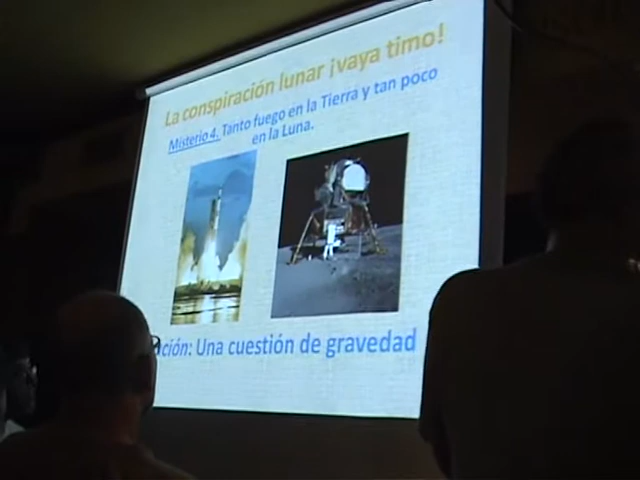 La conspiración lunar ¡vaya timo!
Misterio 4. Tanto fuego en la Tierra y tan poco
en la Luna.
ción: Una cuestión de gravedad